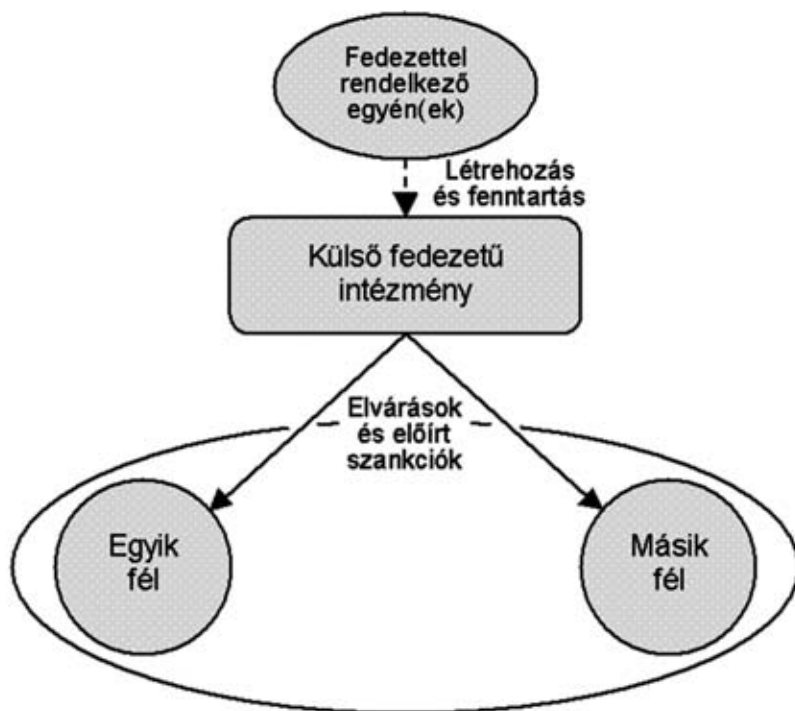 Fedezettel
rendelkező
egyén(ek)
Létrehozás
és fenntartás
Külső fedezetű
intézmény
Elvárások
és előírt
szankciók
Egyik
fél
Másik
fél